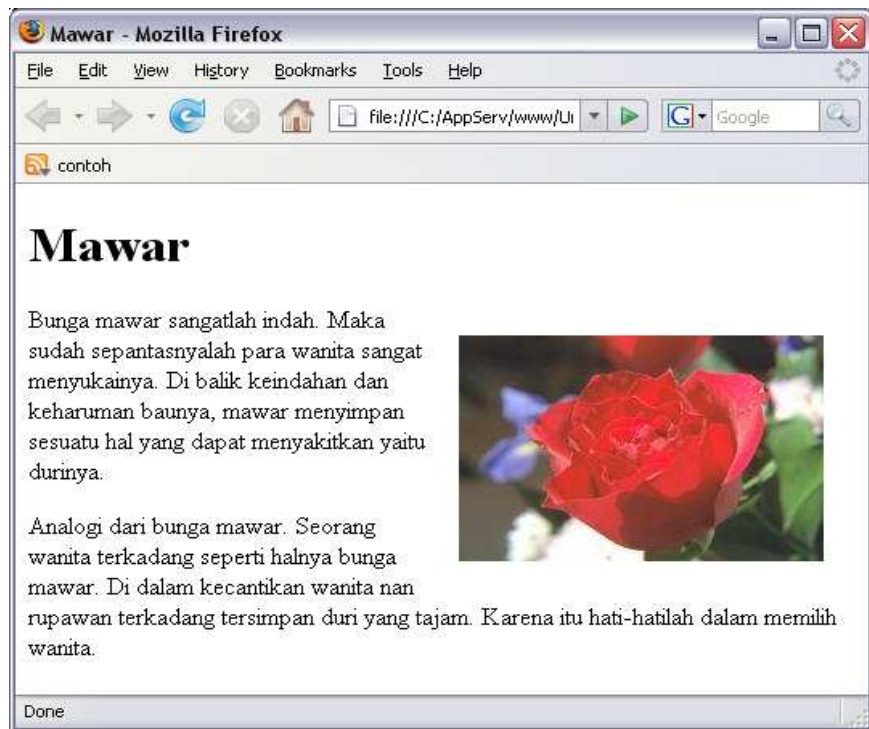 Mawar - Mozilla Firefox
File Edit View History Bookmarks Tools Help
file:///C:/AppServ/www/Ui G Google
contoh
Mawar
Bunga mawar sangatlah indah. Maka
sudah sepantasnyalah para wanita sangat
menyukainya. Di balik keindahan dan
keharuman baunya, mawar menyimpan
sesuatu hal yang dapat menyakitkan yaitu
durinya.
Analogi dari bunga mawar. Seorang
wanita terkadang seperti halnya bunga
mawar. Di dalam kecantikan wanita nan
rupawan terkadang tersimpan duri yang tajam. Karena itu hati-hatilah dalam memilih
wanita.
Done